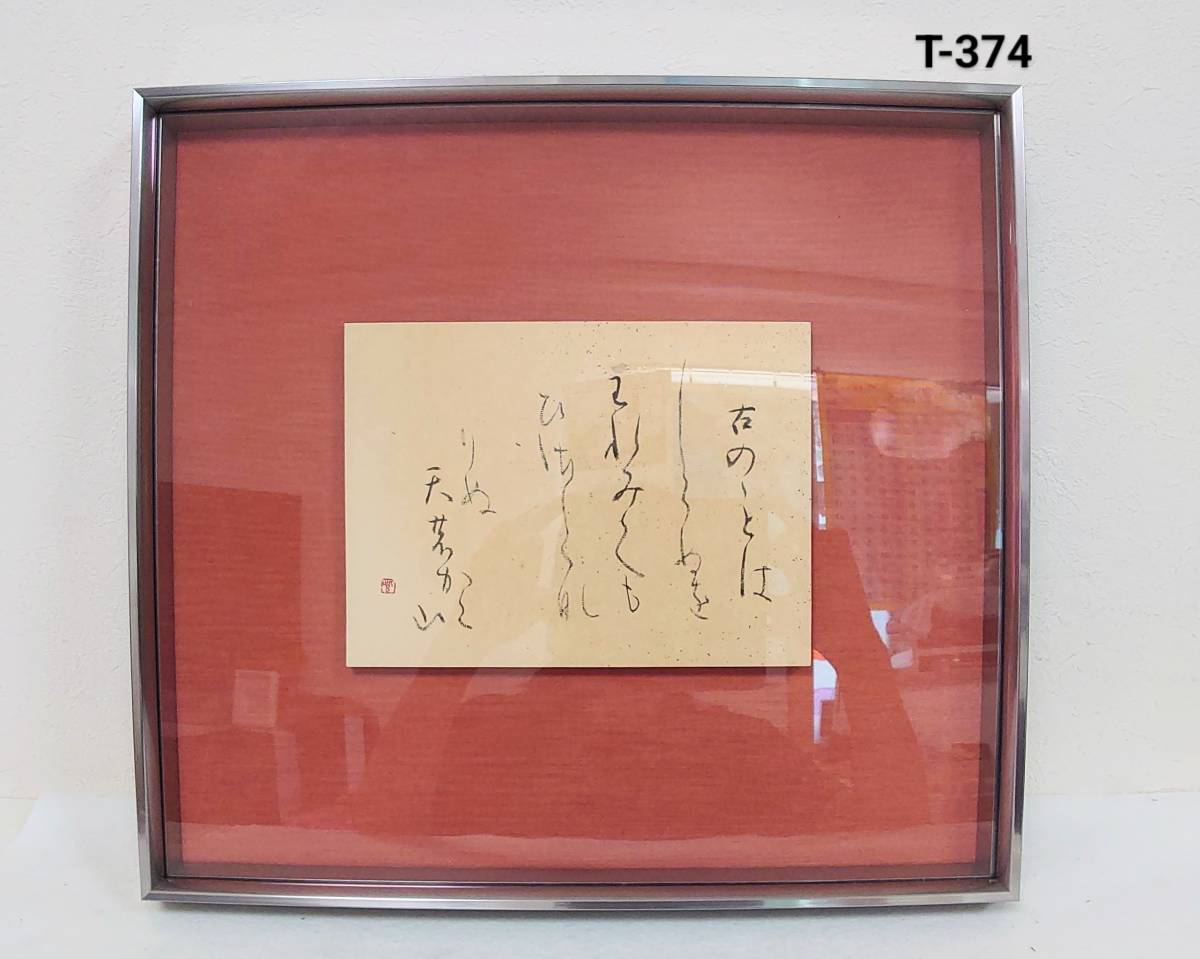 T-374
古のことは
しらぬを
われみても
ひさしくな
りぬ
天のかく
山